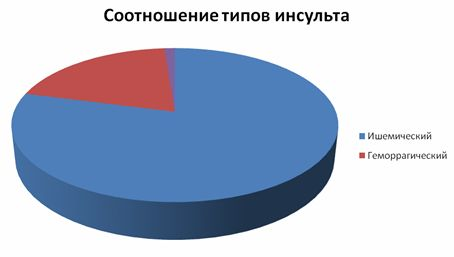 Соотношение типов инсульта
Ишемический
Геморрагический